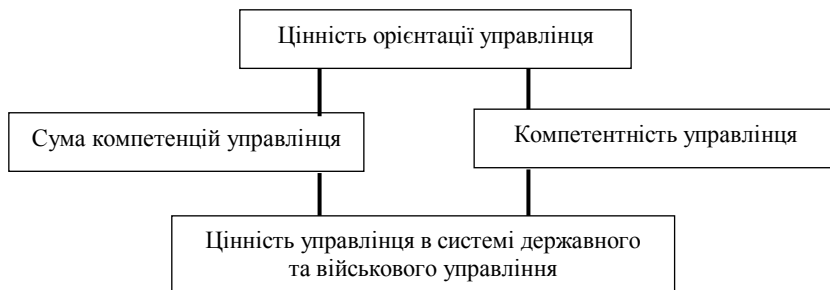 Цінність орієнтації управлінця
Сума компетенцій управлінця
Компетентність управлінця
Цінність управлінця в системі державного
та військового управління